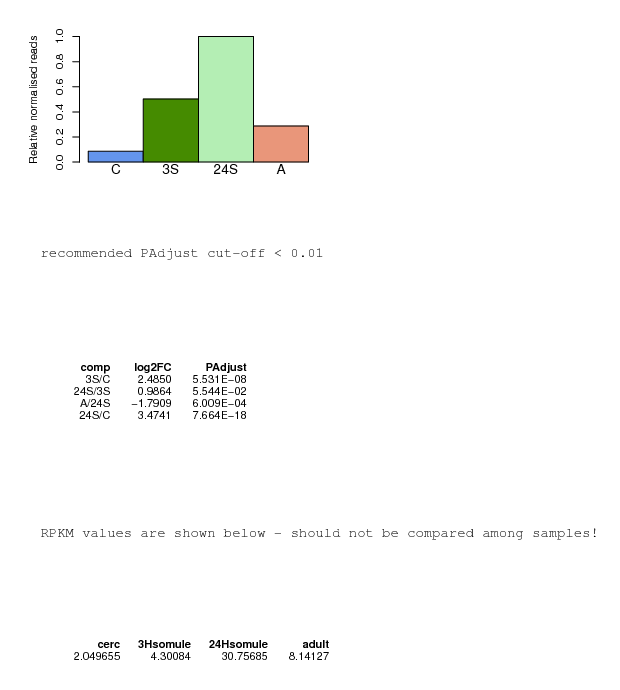 Relative normalised reads
1.0
0.8
0.6
0.4
0.2
0.0
C 3S 24S A
recommended PAdjust cut-off < 0.01
comp log2FC PAdjust
3S/C 2.4850 5.531E−08
24S/3S 0.9864 5.544E−02
A/24S −1.7909 6.009E−04
24S/C 3.4741 7.664E−18
RPKM values are shown below - should not be compared among samples!
cerc 3Hsomule 24Hsomule adult
2.049655 4.30084 30.75685 8.14127